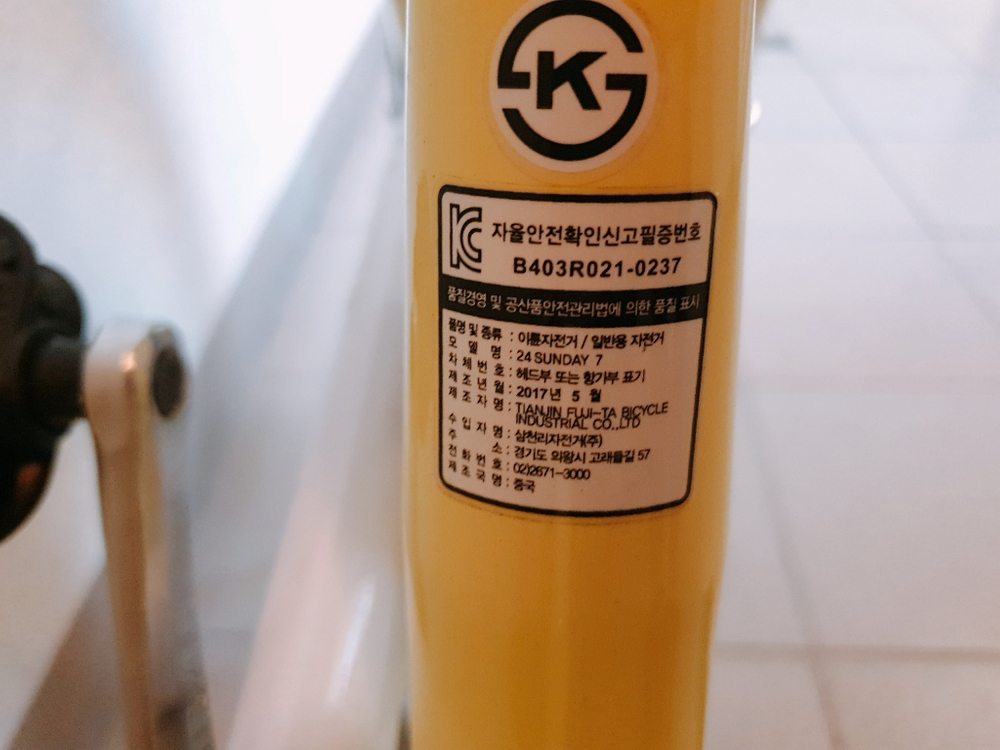 K
KC 자율안전확인신고필증번호
B403R021-0237
품질경영 및 공산품안전관리법에 의한 품질 표시
품명 및 종류 : 이륜자전거 / 일반용 자전거
모델명 : 24 SUNDAY 7
차체번호 : 헤드부 또는 행가부 표기
제조년월 : 2017년 5 월
제조자명 : TIANJIN FUJI-TA BICYCLE
INDUSTRIAL CO.,LTD
수입자명 : 삼천리자전거(주)
주소 : 경기도 의왕시 고래들길 57
전화번호 : 02)2671-3000
제조국명 : 중국